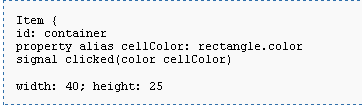 Item {
id: container
property alias cellColor: rectangle.color
signal clicked(color cellColor)
width: 40; height: 25